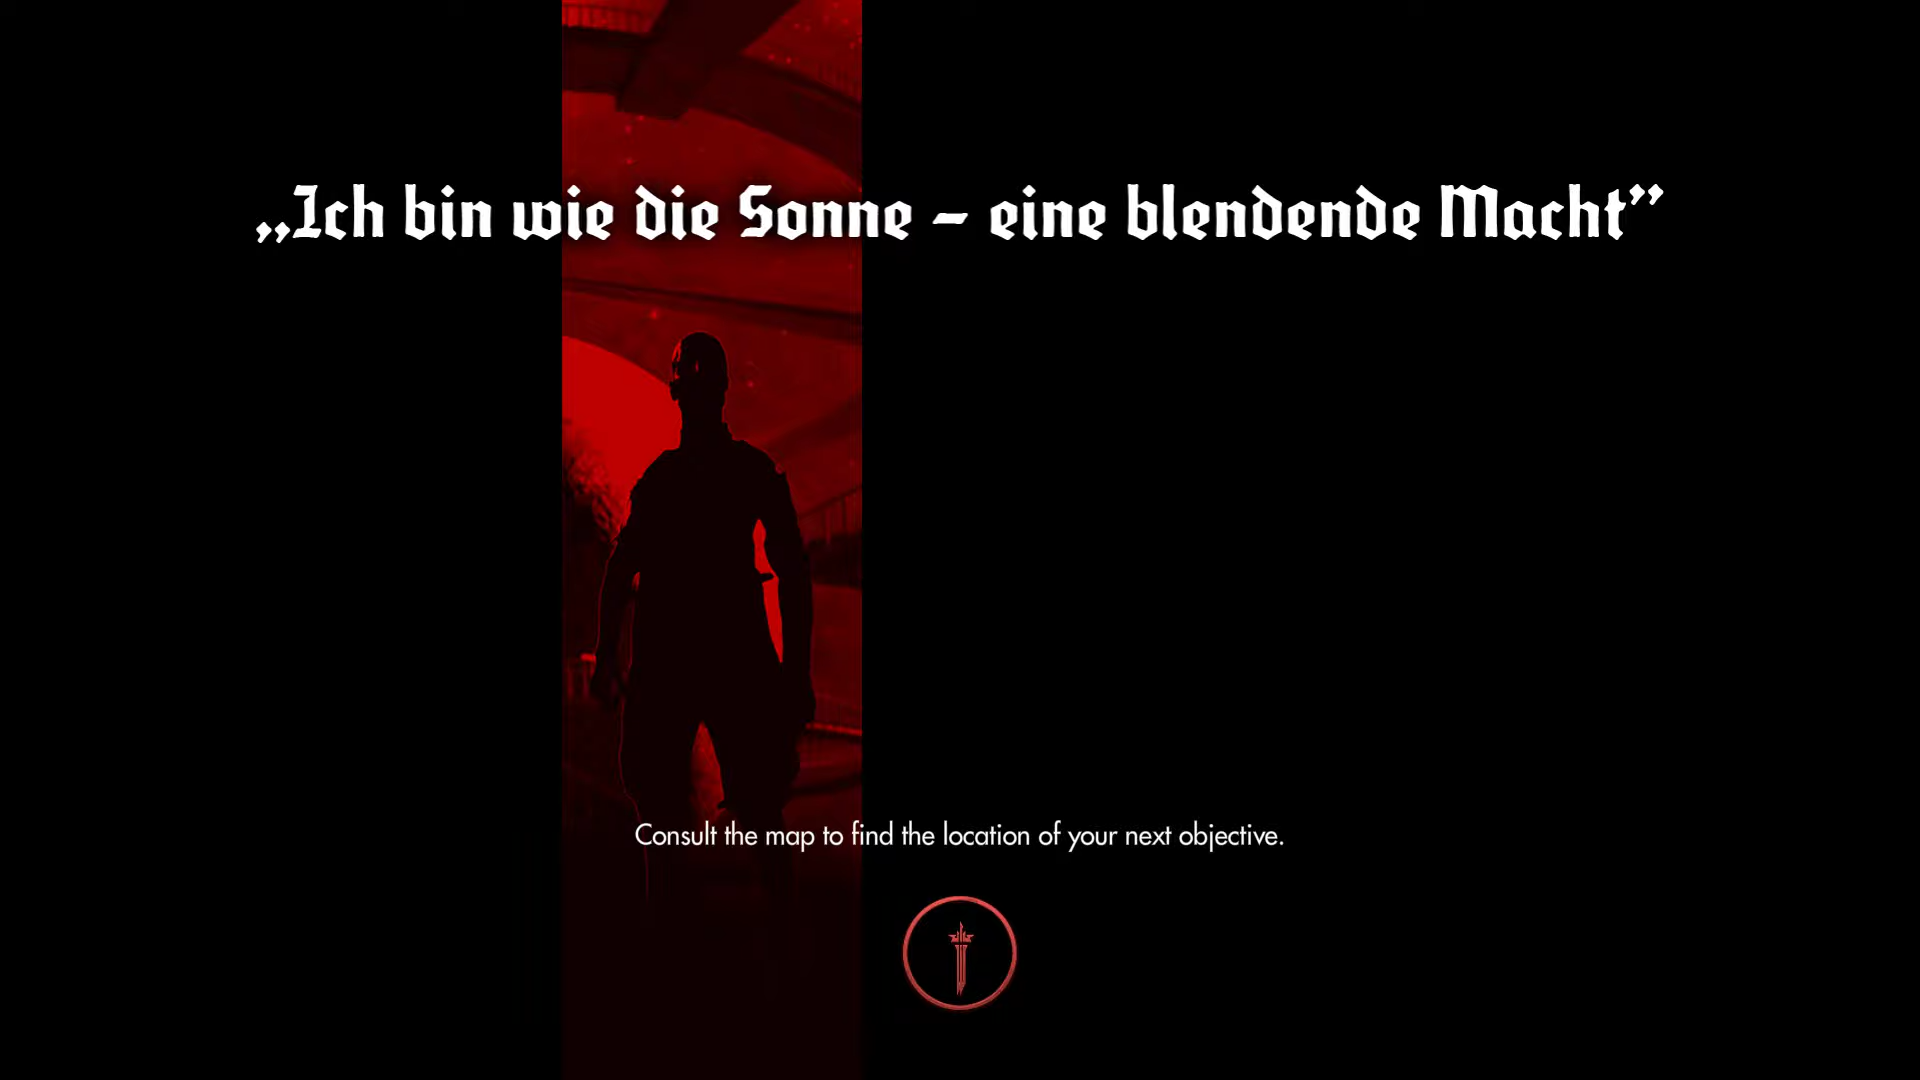 „Ich bin wie die Sonne – eine blendende Macht”
Consult the map to find the location of your next objective.